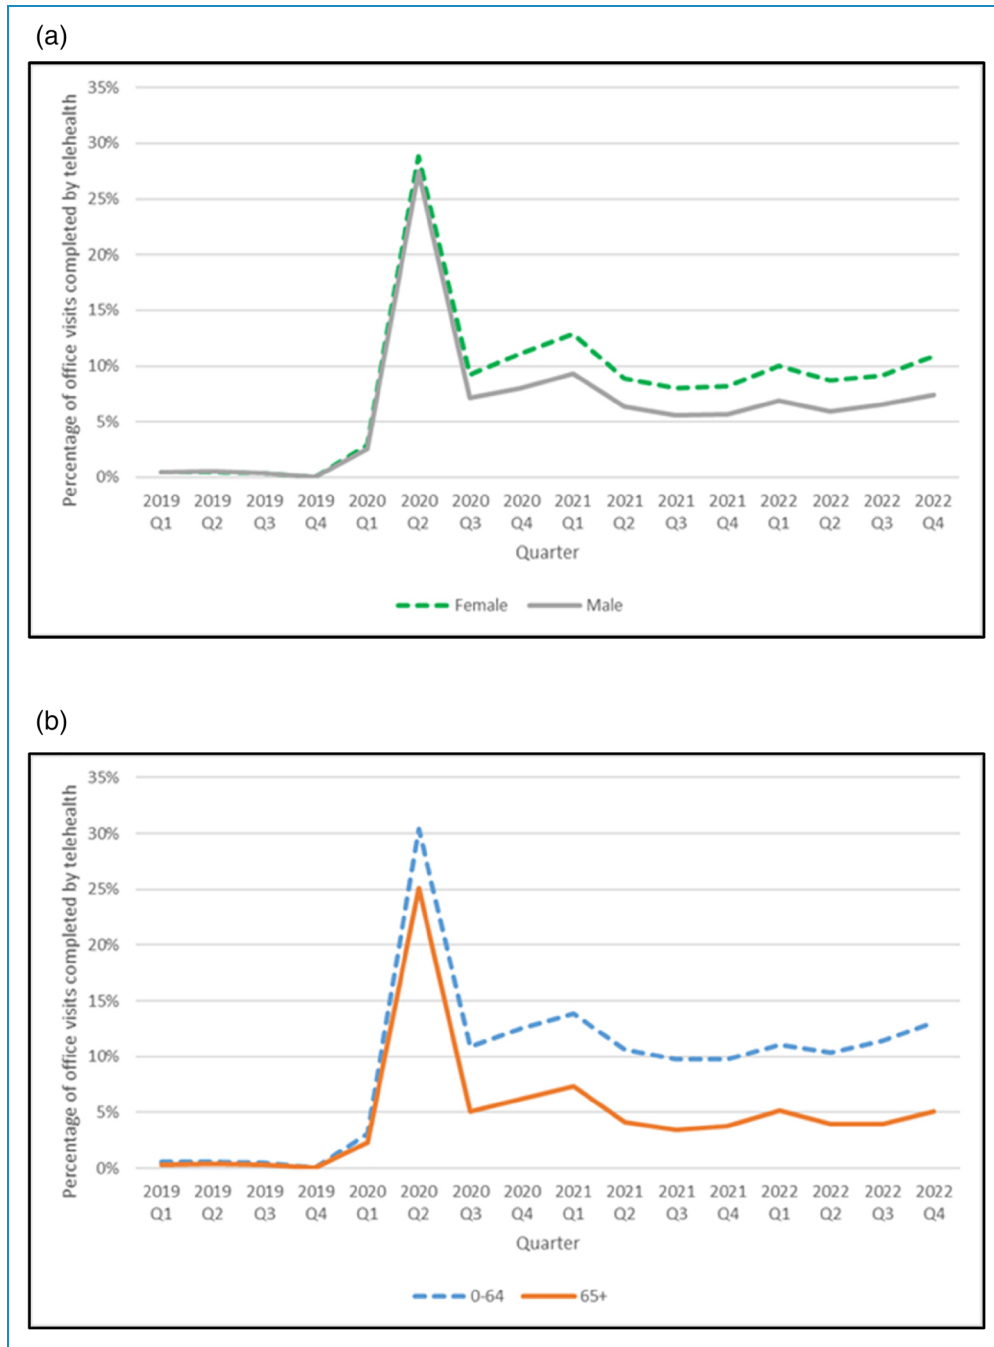 (a)
Percentage of office visits completed by telehealth
35%
30%
25%
20%
15%
10%
5%
0%
2019 2019 2019 2019 2020 2020 2020 2020 2021 2021 2021 2021 2022 2022 2022 2022
Q1 Q2 Q3 Q4 Q1 Q2 Q3 Q4 Q1 Q2 Q3 Q4 Q1 Q2 Q3 Q4
Quarter
Female Male
(b)
Percentage of office visits completed by telehealth
35%
30%
25%
20%
15%
10%
5%
0%
2019 2019 2019 2019 2020 2020 2020 2020 2021 2021 2021 2021 2022 2022 2022 2022
Q1 Q2 Q3 Q4 Q1 Q2 Q3 Q4 Q1 Q2 Q3 Q4 Q1 Q2 Q3 Q4
Quarter
0-64 65+